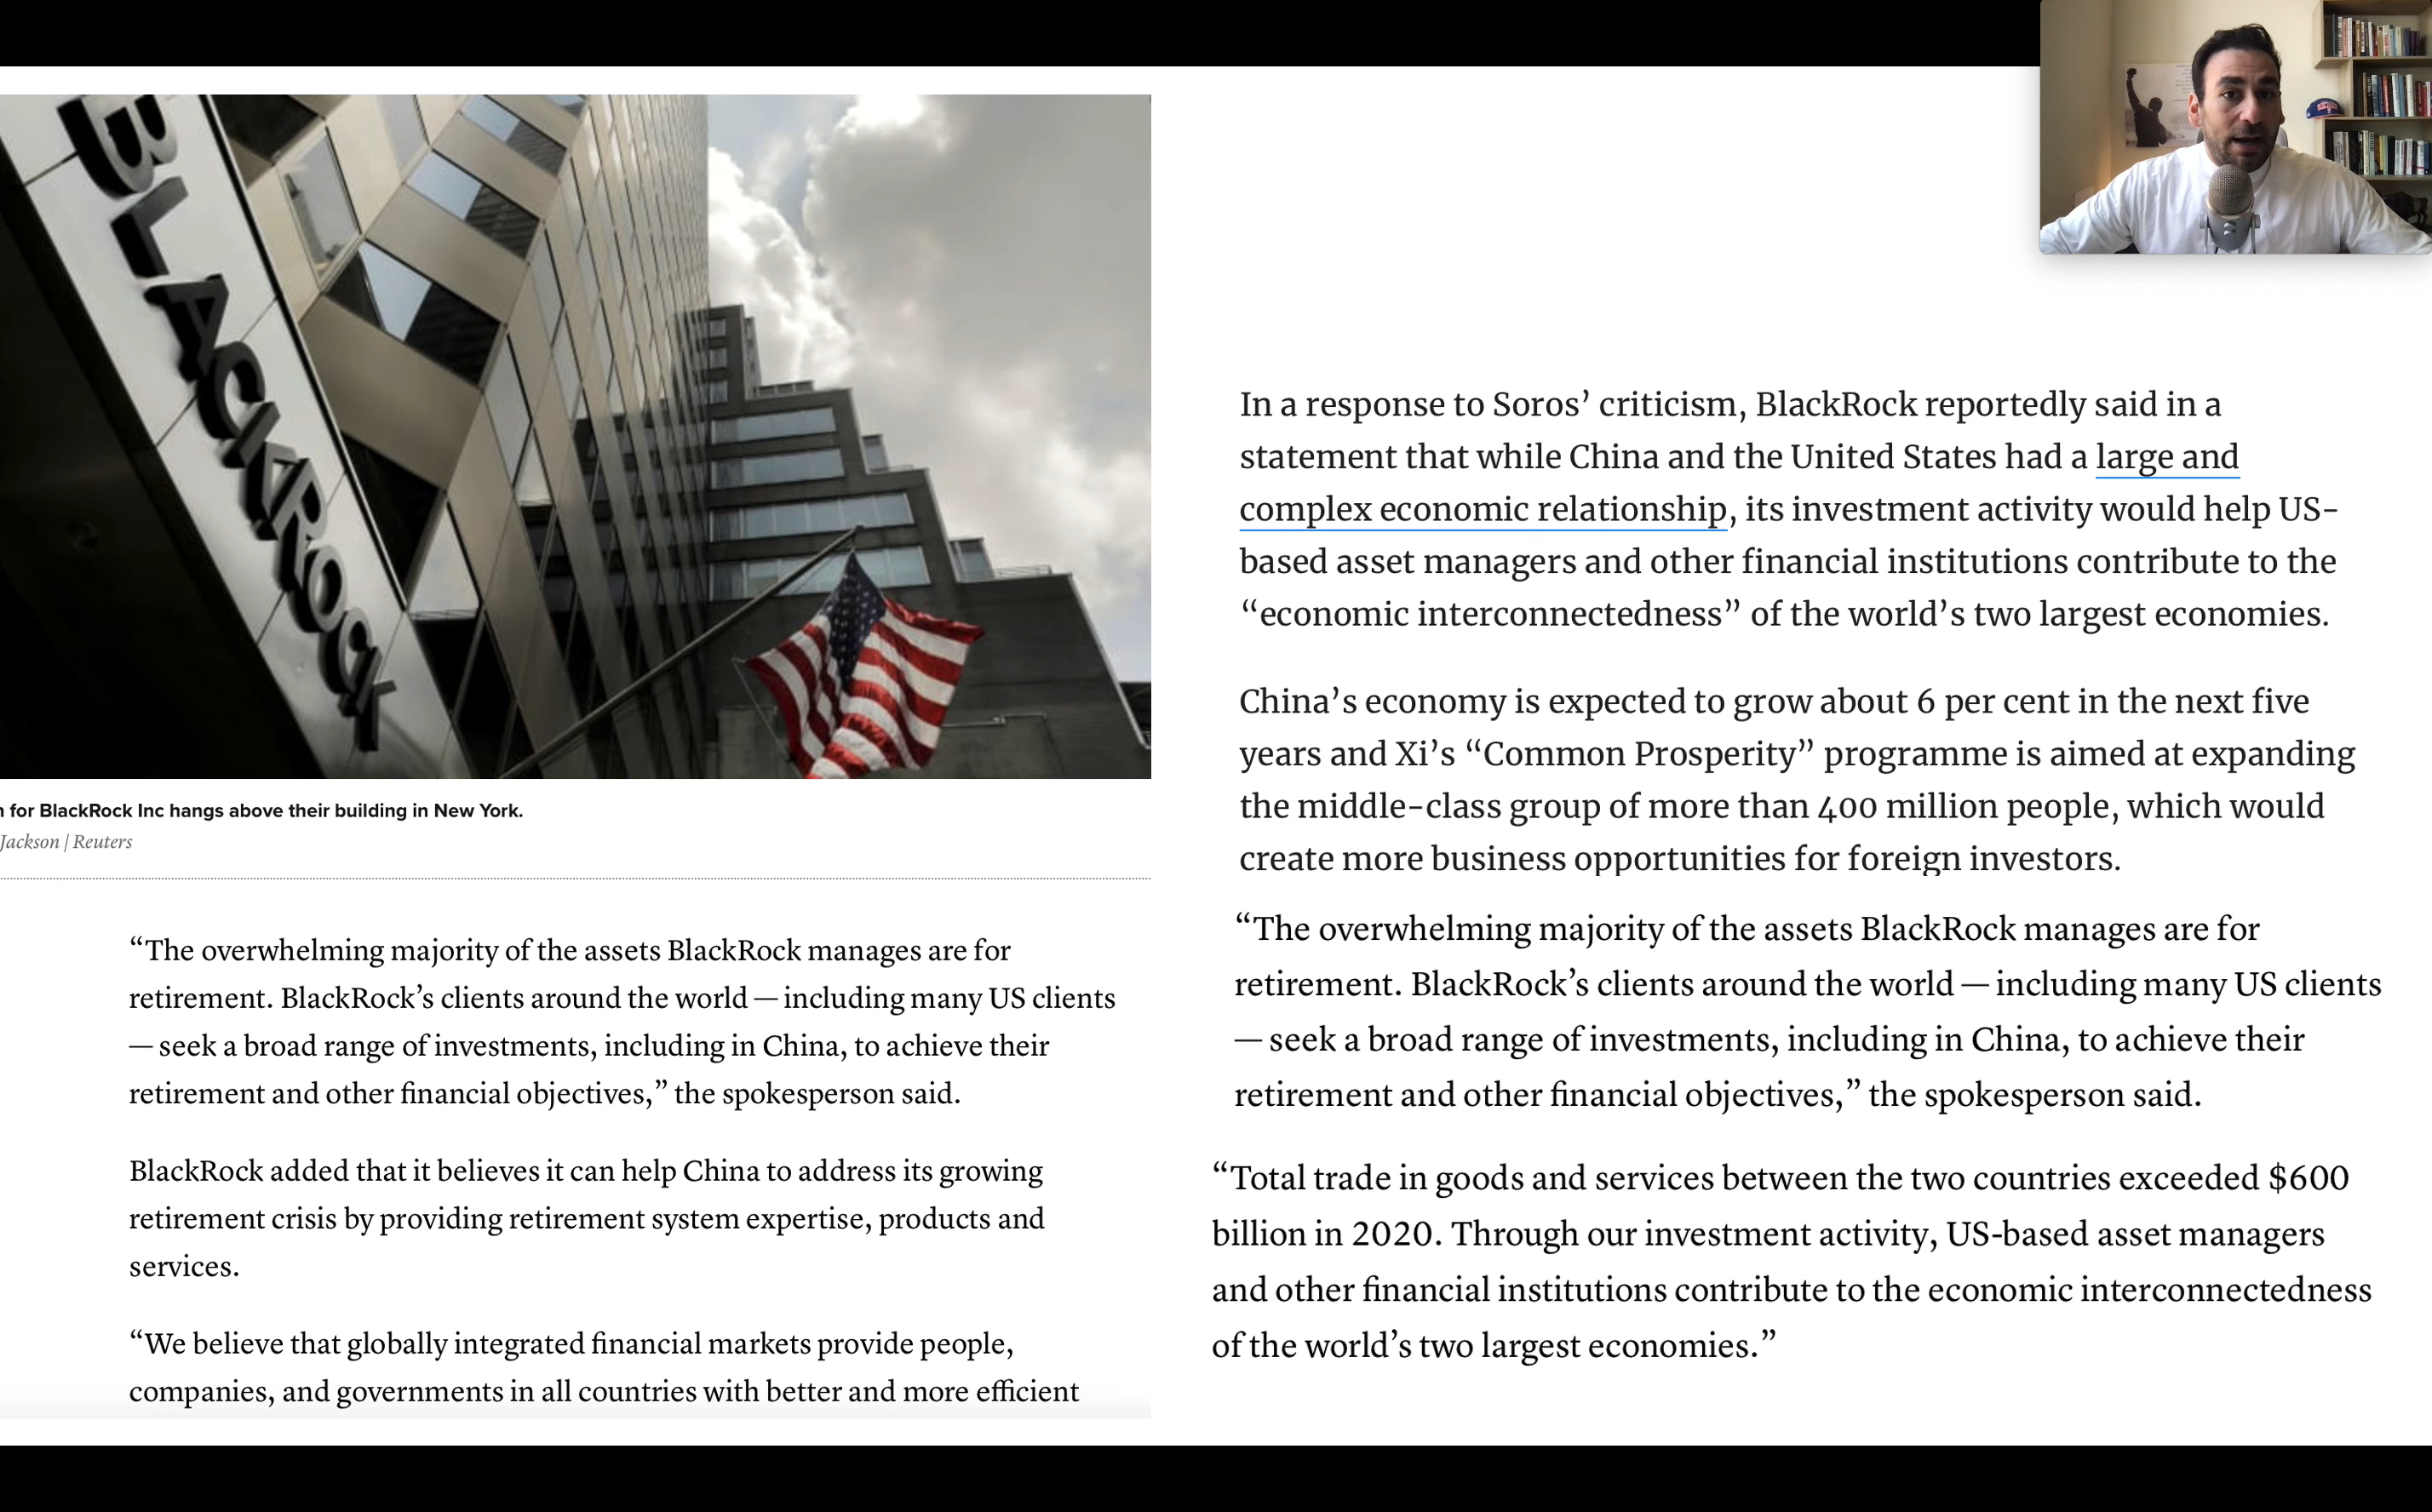 BLACKROCK
for BlackRock Inc hangs above their building in New York.
Jackson | Reuters
“The overwhelming majority of the assets BlackRock manages are for
retirement. BlackRock’s clients around the world — including many US clients
— seek a broad range of investments, including in China, to achieve their
retirement and other financial objectives,” the spokesperson said.
BlackRock added that it believes it can help China to address its growing
retirement crisis by providing retirement system expertise, products and
services.
“We believe that globally integrated financial markets provide people,
companies, and governments in all countries with better and more efficient
In a response to Soros’ criticism, BlackRock reportedly said in a
statement that while China and the United States had a large and
complex economic relationship, its investment activity would help US-
based asset managers and other financial institutions contribute to the
“economic interconnectedness” of the world’s two largest economies.
China’s economy is expected to grow about 6 per cent in the next five
years and Xi’s “Common Prosperity” programme is aimed at expanding
the middle-class group of more than 400 million people, which would
create more business opportunities for foreign investors.
“The overwhelming majority of the assets BlackRock manages are for
retirement. BlackRock’s clients around the world — including many US clients
— seek a broad range of investments, including in China, to achieve their
retirement and other financial objectives,” the spokesperson said.
“Total trade in goods and services between the two countries exceeded $600
billion in 2020. Through our investment activity, US-based asset managers
and other financial institutions contribute to the economic interconnectedness
of the world’s two largest economies.”